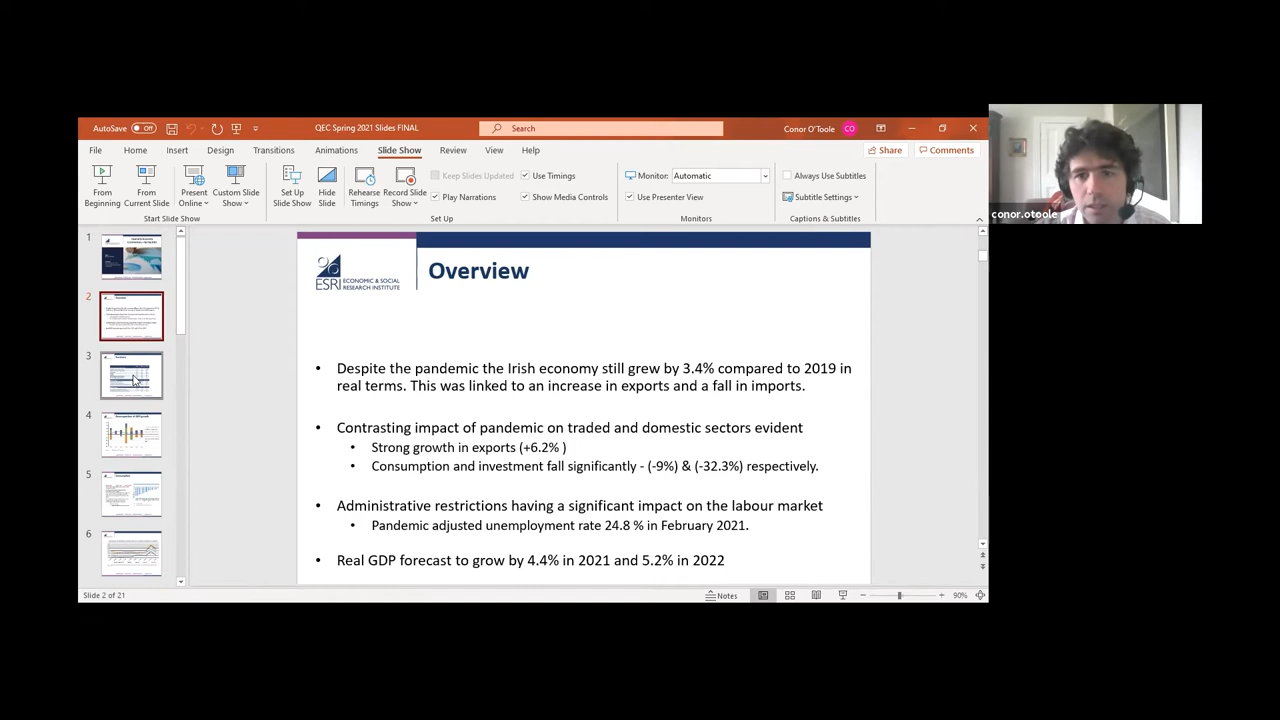 AutoSave Off QEC Spring 2021 Slides FINAL Search Conor O'Toole CO
File Home Insert Design Transitions Animations Slide Show Review View Help Share Comments
From Beginning
From Current Slide
Present Online
Custom Slide Show
Set Up Slide Show
Hide Slide
Rehearse Timings
Record Slide Show
Keep Slides Updated
Play Narrations
Use Timings
Show Media Controls
Monitor: Automatic
Use Presenter View
Always Use Subtitles
Subtitle Settings
Start Slide Show Set Up Monitors Captions & Subtitles
conor.otoole
1
2
3
4
5
6
ESRI ECONOMIC & SOCIAL
RESEARCH INSTITUTE
Overview
• Despite the pandemic the Irish economy still grew by 3.4% compared to 2019 in
real terms. This was linked to an increase in exports and a fall in imports.
• Contrasting impact of pandemic on traded and domestic sectors evident
• Strong growth in exports (+6.2% )
• Consumption and investment fall significantly - (-9%) & (-32.3%) respectively.
• Administrative restrictions having a significant impact on the labour market
• Pandemic adjusted unemployment rate 24.8 % in February 2021.
• Real GDP forecast to grow by 4.4% in 2021 and 5.2% in 2022
Slide 2 of 21 Notes 90%